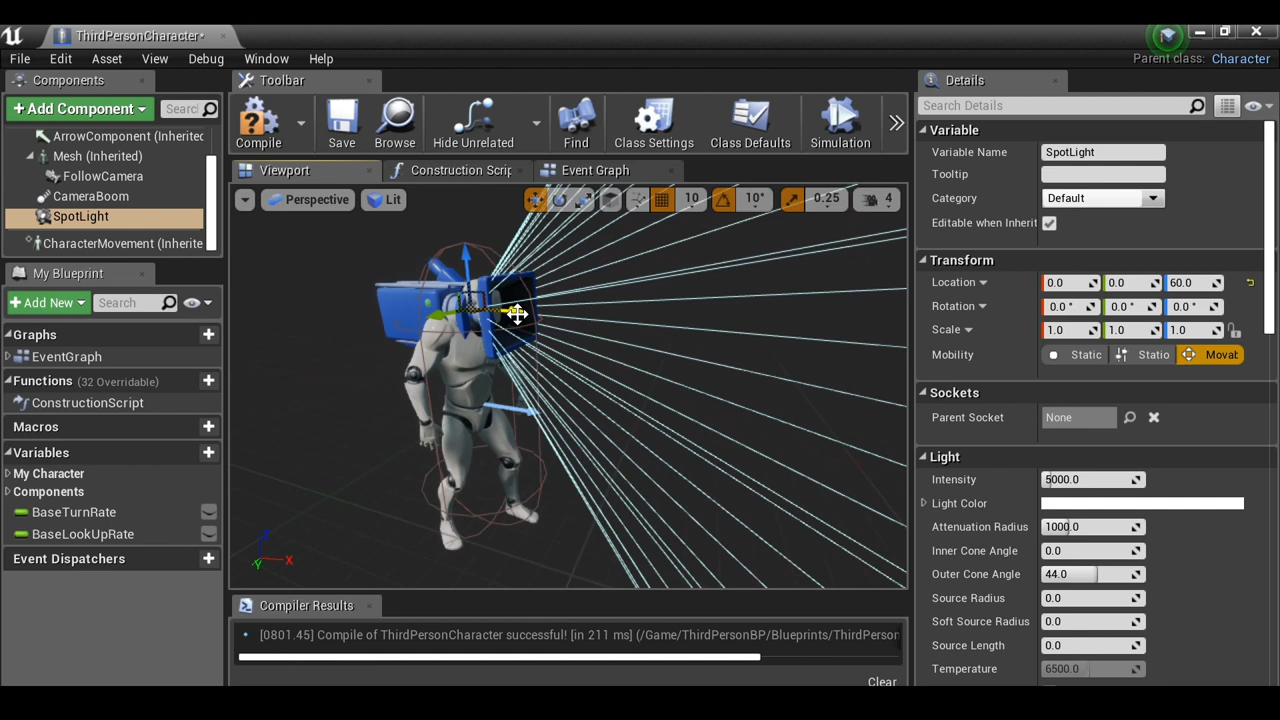 ThirdPersonCharacter*
File Edit Asset View Window Help Debug
Parent class: Character
Components
Add Component
Searc
ArrowComponent (Inheritec
Mesh (Inherited)
FollowCamera
CameraBoom
SpotLight
CharacterMovement (Inherite
My Blueprint
Add New
Search
Graphs
EventGraph
Functions (32 Overridable)
ConstructionScript
Macros
Variables
My Character
Components
BaseTurnRate
BaseLookUpRate
Event Dispatchers
Toolbar
Compile
Save
Browse
Hide Unrelated
Find
Class Settings
Class Defaults
Simulation
Viewport
Construction Scrip
Event Graph
Perspective
Lit
10
10°
0.25
4
Z
X
Y
Compiler Results
[0801.45] Compile of ThirdPersonCharacter successful! [in 211 ms] (/Game/ThirdPersonBP/Blueprints/ThirdPerson
Clear
Details
Search Details
Variable
Variable Name SpotLight
Tooltip
Category Default
Editable when Inherit
Transform
Location 0.0 0.0 60.0
Rotation 0.0 ° 0.0 ° 0.0 °
Scale 1.0 1.0 1.0
Mobility Static Statio Movab
Sockets
Parent Socket None
Light
Intensity 5000.0
Light Color
Attenuation Radius 1000.0
Inner Cone Angle 0.0
Outer Cone Angle 44.0
Source Radius 0.0
Soft Source Radius 0.0
Source Length 0.0
Temperature 6500.0